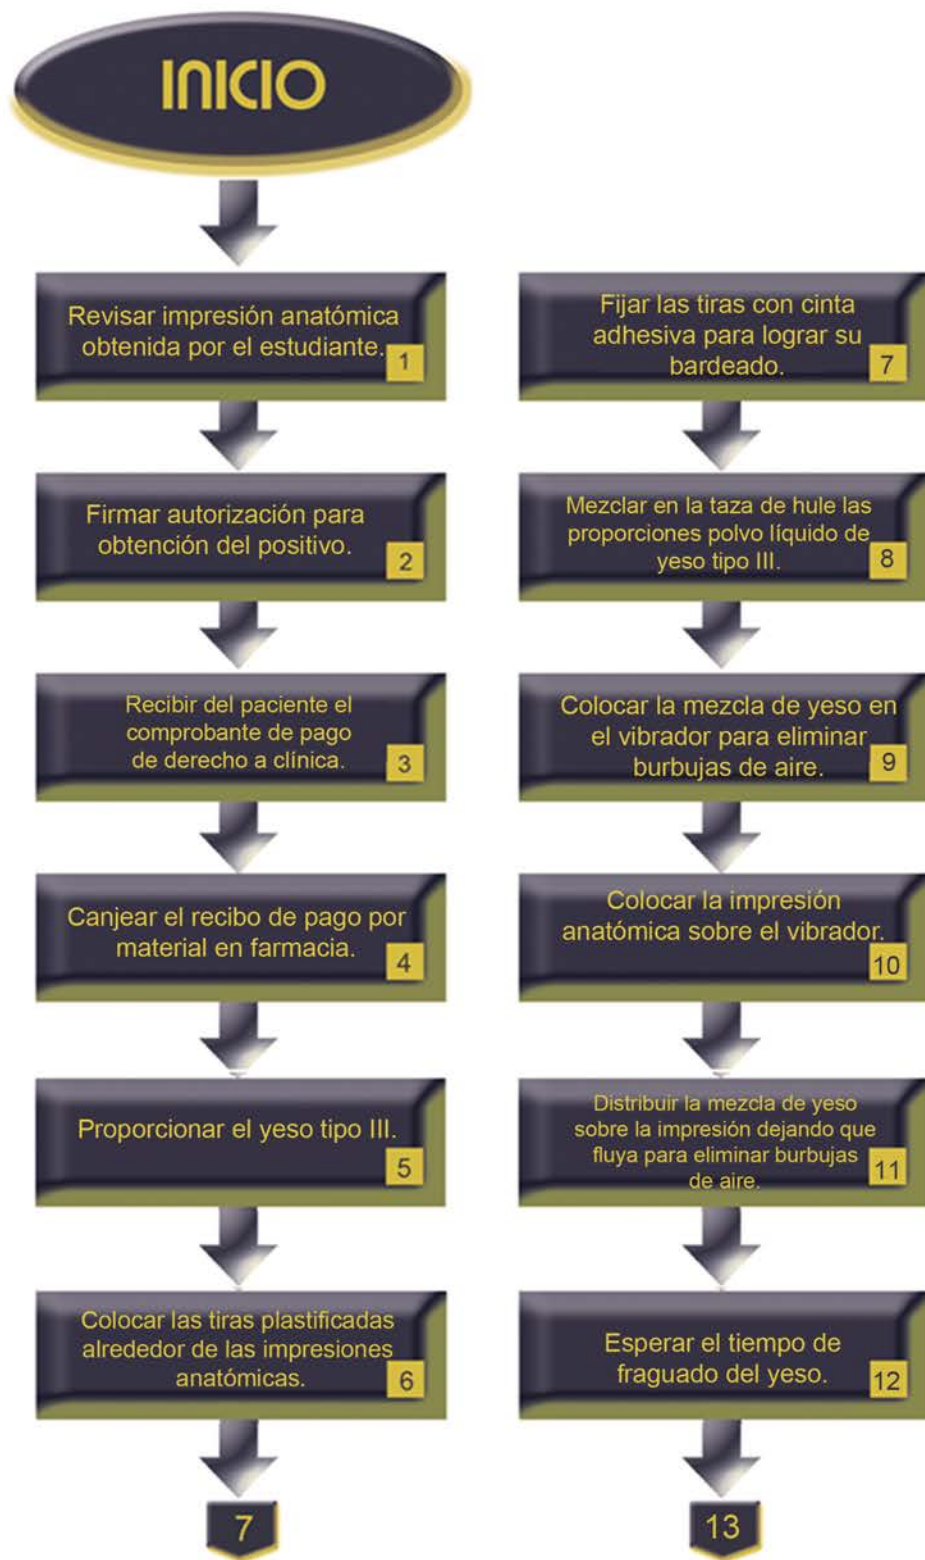 INICIO
Revisar impresión anatómica
obtenida por el estudiante.
1
Firmar autorización para
obtención del positivo.
2
Recibir del paciente el
comprobante de pago
de derecho a clínica.
3
Canjear el recibo de pago por
material en farmacia.
4
Proporcionar el yeso tipo III.
5
Colocar las tiras plastificadas
alrededor de las impresiones
anatómicas.
6
7
Fijar las tiras con cinta
adhesiva para lograr su
bardeado.
7
Mezclar en la taza de hule las
proporciones polvo líquido de
yeso tipo III.
8
Colocar la mezcla de yeso en
el vibrador para eliminar
burbujas de aire.
9
Colocar la impresión
anatómica sobre el vibrador.
10
Distribuir la mezcla de yeso
sobre la impresión dejando que
fluya para eliminar burbujas
de aire.
11
Esperar el tiempo de
fraguado del yeso.
12
13